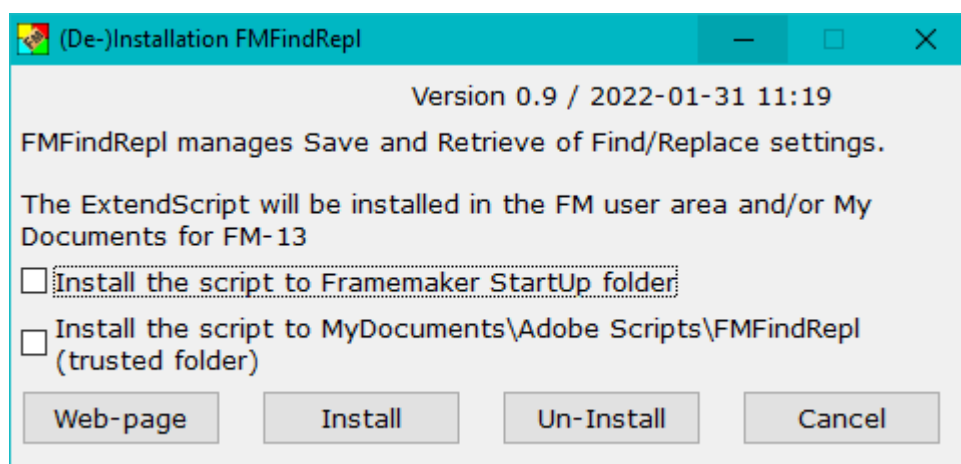 (De-)Installation FMFindRepl
Version 0.9 / 2022-01-31 11:19
FMFindRepl manages Save and Retrieve of Find/Replace settings.
The ExtendScript will be installed in the FM user area and/or My
Documents for FM-13
Install the script to Framemaker StartUp folder
Install the script to MyDocuments\Adobe Scripts\FMFindRepl
(trusted folder)
Web-page Install Un-Install Cancel